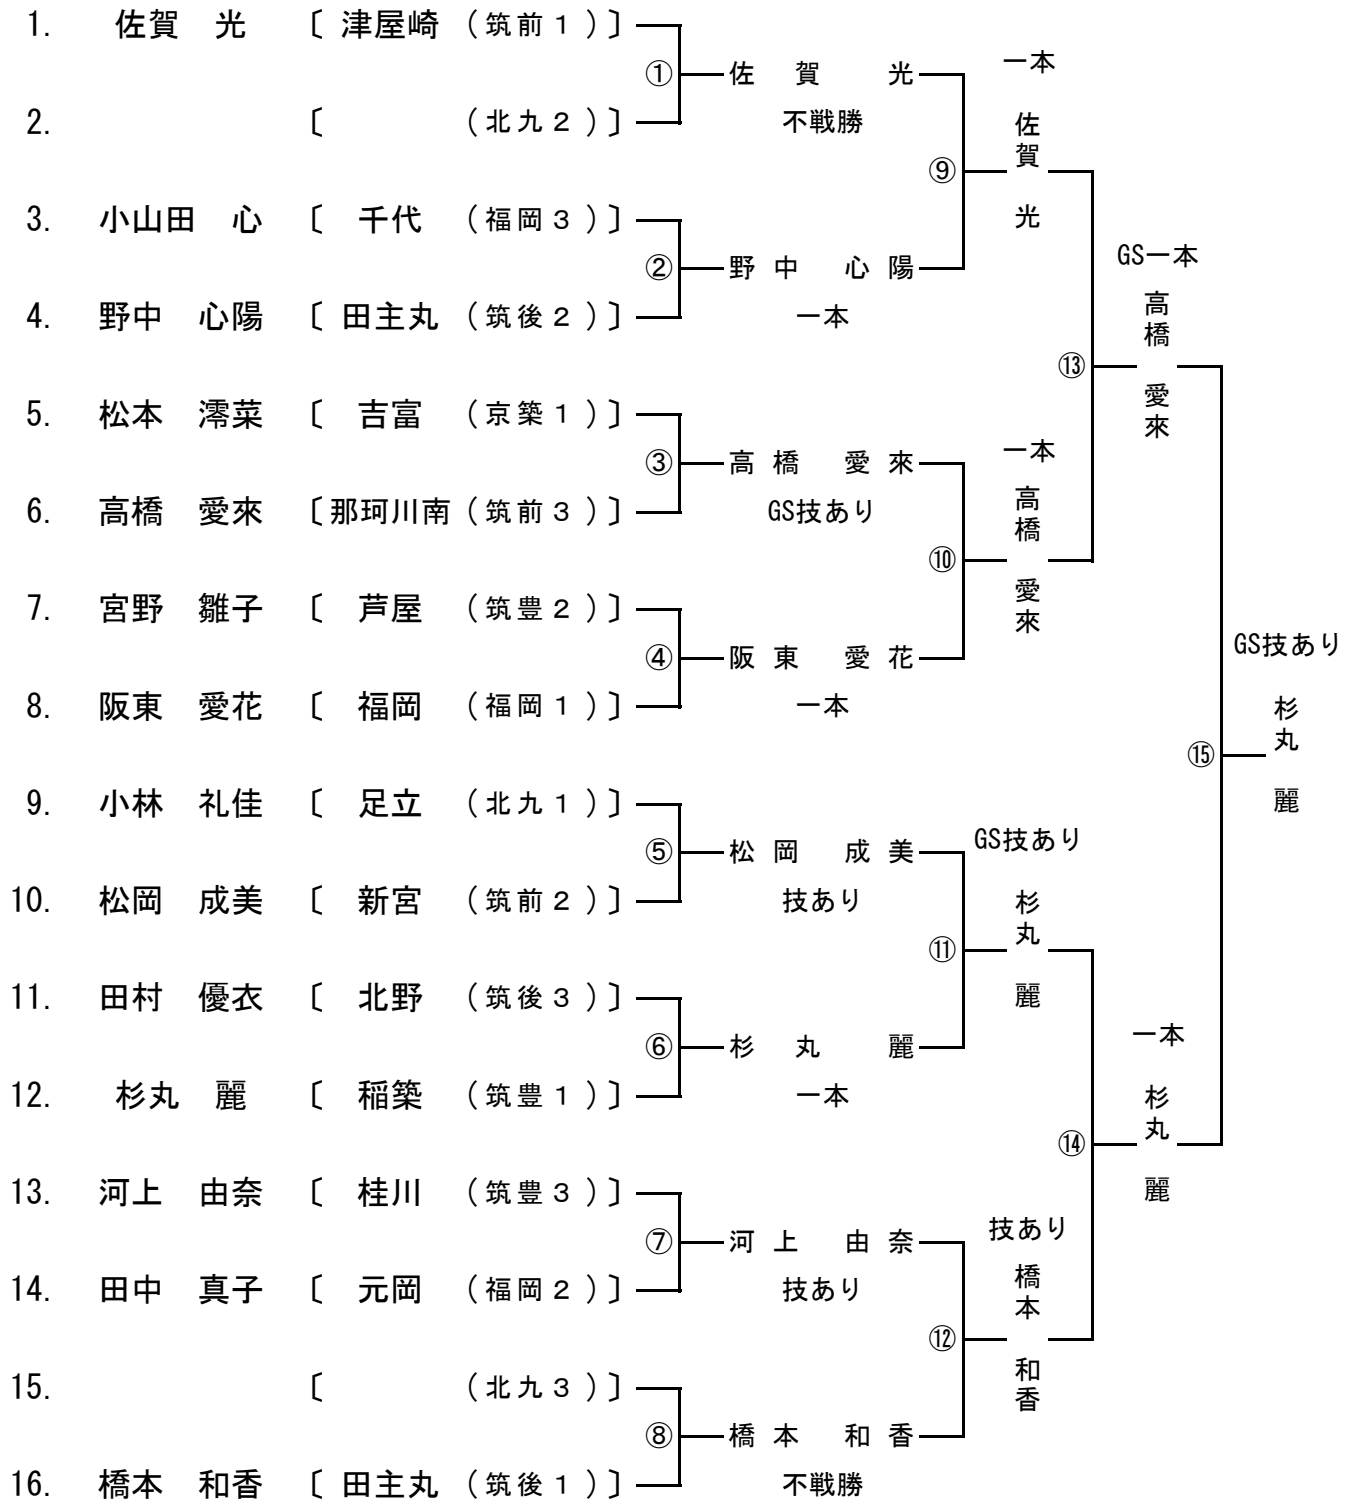 1. 佐賀 光 〔 津屋崎 （筑前１）〕
2. 〔 （北九２）〕
3. 小山田 心 〔 千代 （福岡３）〕
4. 野中 心陽 〔 田主丸 （筑後２）〕
5. 松本 澪菜 〔 吉富 （京築１）〕
6. 高橋 愛來 〔那珂川南 （筑前３）〕
7. 宮野 雛子 〔 芦屋 （筑豊２）〕
8. 阪東 愛花 〔 福岡 （福岡１）〕
9. 小林 礼佳 〔 足立 （北九１）〕
10. 松岡 成美 〔 新宮 （筑前２）〕
11. 田村 優衣 〔 北野 （筑後３）〕
12. 杉丸 麗 〔 稲築 （筑豊１）〕
13. 河上 由奈 〔 桂川 （筑豊３）〕
14. 田中 真子 〔 元岡 （福岡２）〕
15. 〔 （北九３）〕
16. 橋本 和香 〔 田主丸 （筑後１）〕
① 佐賀 光
不戦勝
② 野中 心陽
一本
③ 高橋 愛來
GS技あり
④ 阪東 愛花
一本
⑤ 松岡 成美
技あり
⑥ 杉丸 麗
一本
⑦ 河上 由奈
技あり
⑧ 橋本 和香
不戦勝
一本
⑨ 佐賀 光
一本
⑩ 高橋 愛來
GS技あり
⑪ 杉丸 麗
技あり
⑫ 橋本 和香
GS一本
⑬ 高橋 愛來
一本
⑭ 杉丸 麗
GS技あり
⑮ 杉丸 麗